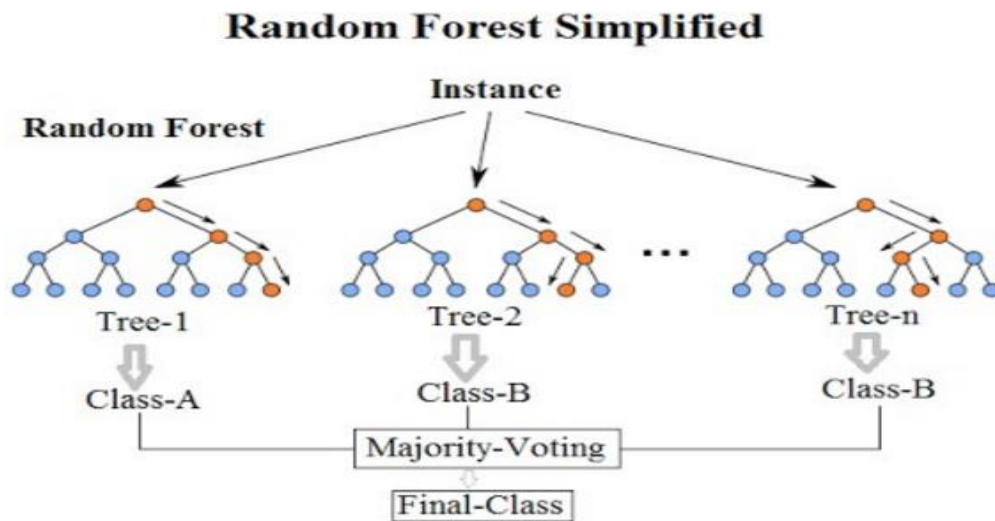 Random Forest Simplified
Instance
Random Forest
...
Tree-1
Tree-2
Tree-n
Class-A
Class-B
Class-B
Majority-Voting
Final-Class